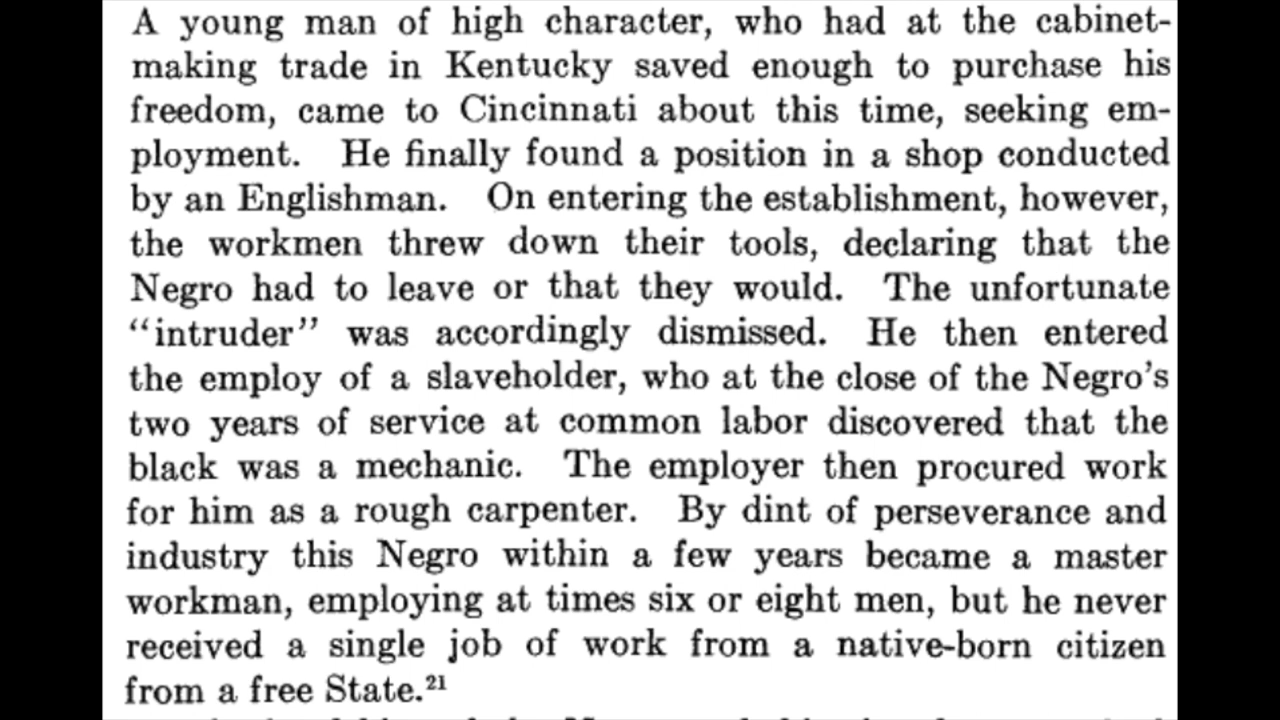 A young man of high character, who had at the cabinet-
making trade in Kentucky saved enough to purchase his
freedom, came to Cincinnati about this time, seeking em-
ployment. He finally found a position in a shop conducted
by an Englishman. On entering the establishment, however,
the workmen threw down their tools, declaring that the
Negro had to leave or that they would. The unfortunate
“intruder” was accordingly dismissed. He then entered
the employ of a slaveholder, who at the close of the Negro’s
two years of service at common labor discovered that the
black was a mechanic. The employer then procured work
for him as a rough carpenter. By dint of perseverance and
industry this Negro within a few years became a master
workman, employing at times six or eight men, but he never
received a single job of work from a native-born citizen
from a free State.²¹